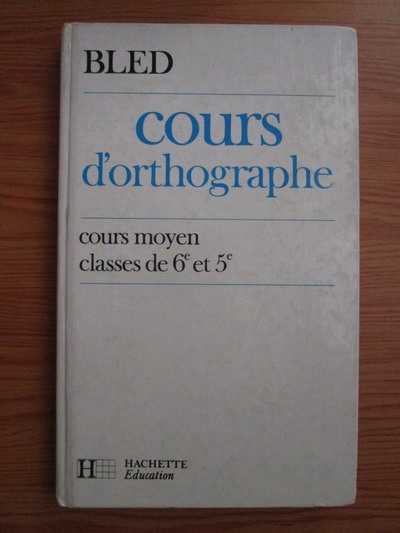 BLED
cours
d'orthographe
cours moyen
classes de 6e et 5e
H HACHETTE
Education